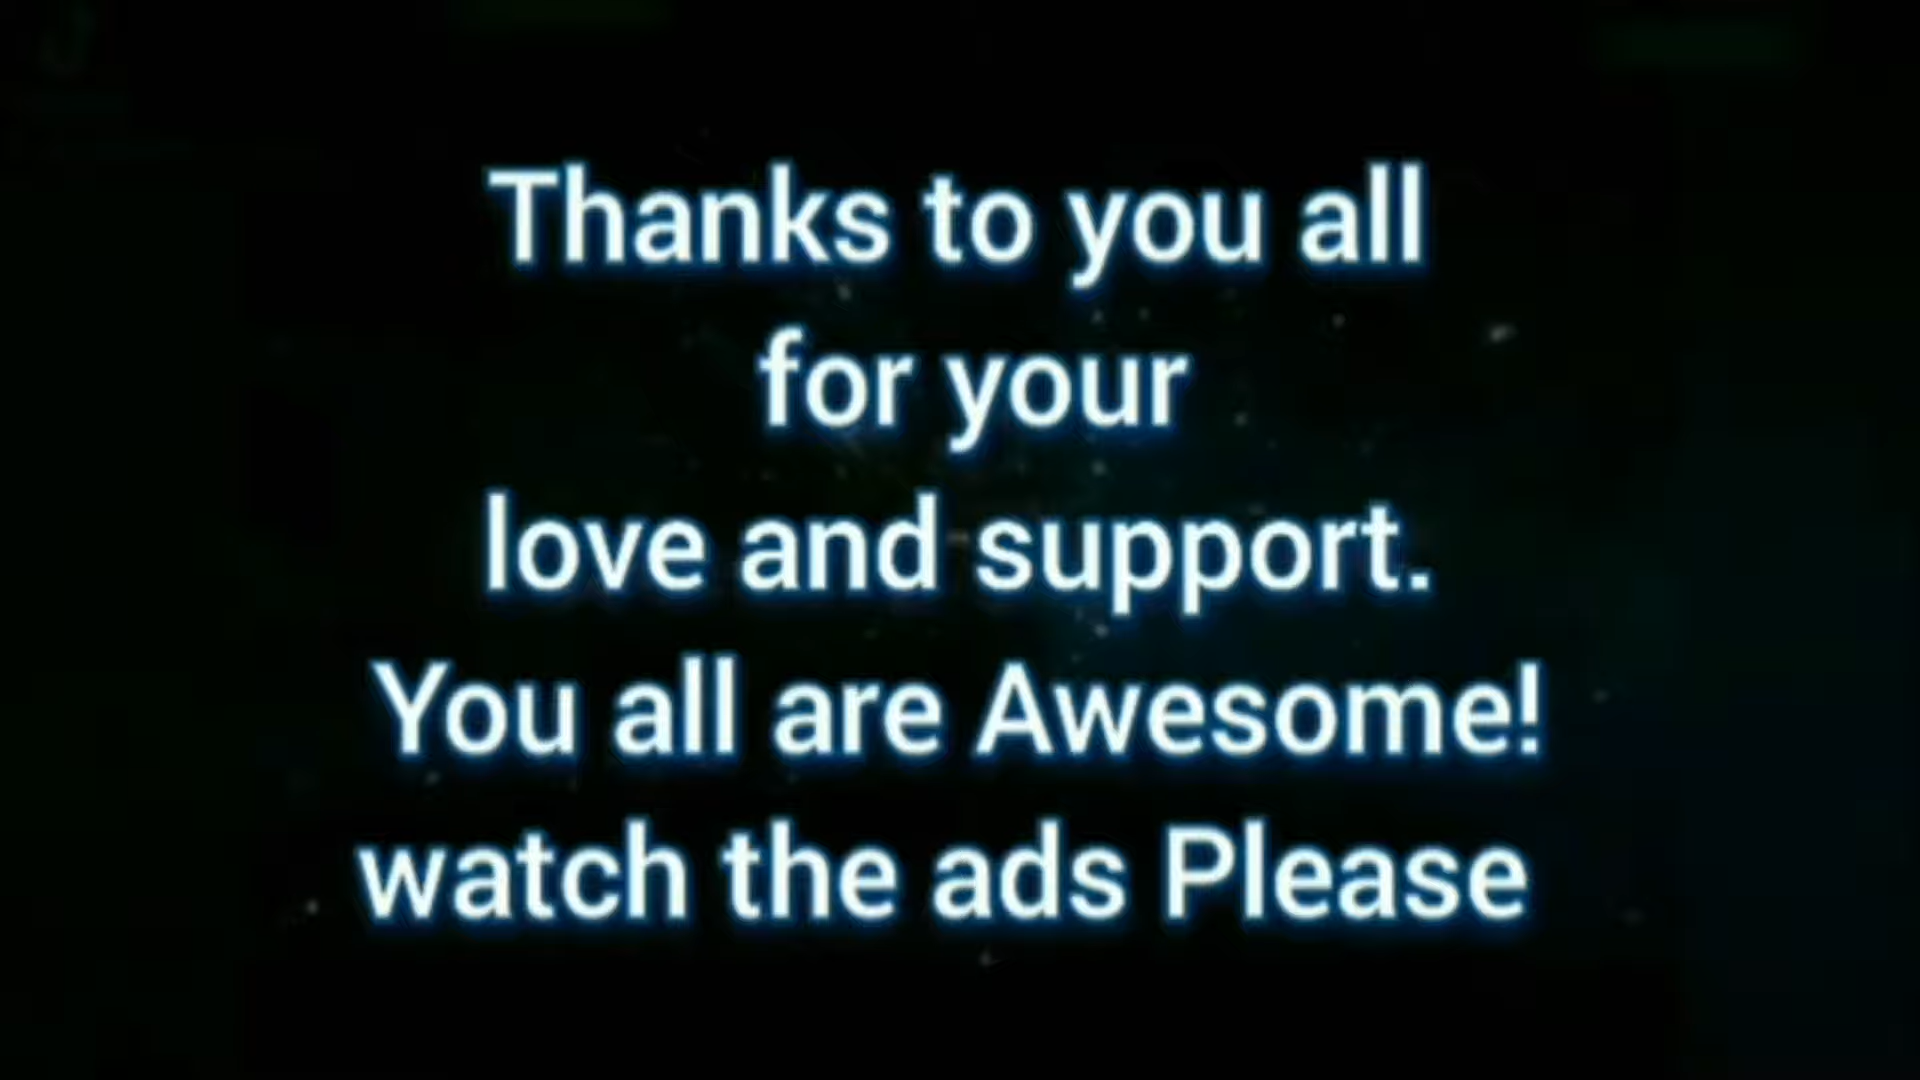 Thanks to you all
for your
love and support.
You all are Awesome!
watch the ads Please